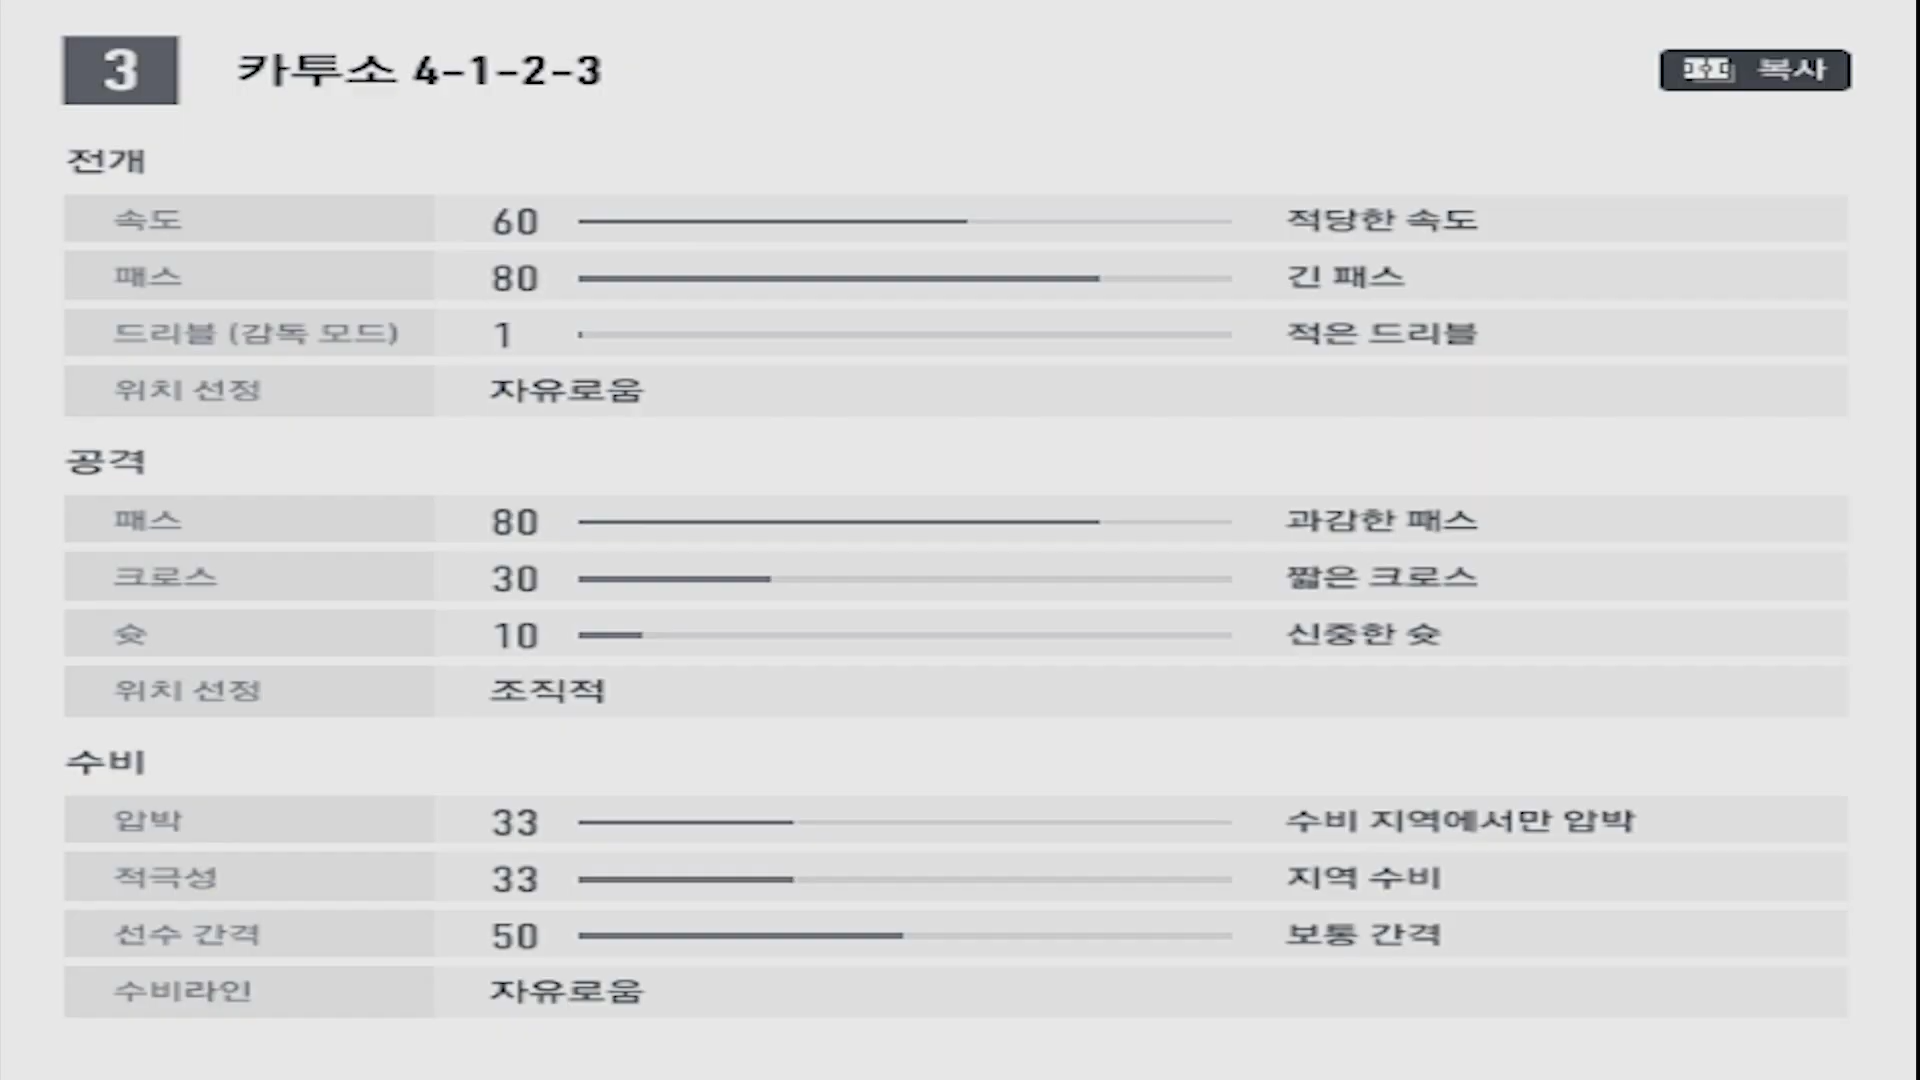 3 카투소 4-1-2-3 복사
전개
속도 60 적당한 속도
패스 80 긴 패스
드리블 (감독 모드) 1 적은 드리블
위치 선정 자유로움
공격
패스 80 과감한 패스
크로스 30 짧은 크로스
슛 10 신중한 슛
위치 선정 조직적
수비
압박 33 수비 지역에서만 압박
적극성 33 지역 수비
선수 간격 50 보통 간격
수비라인 자유로움